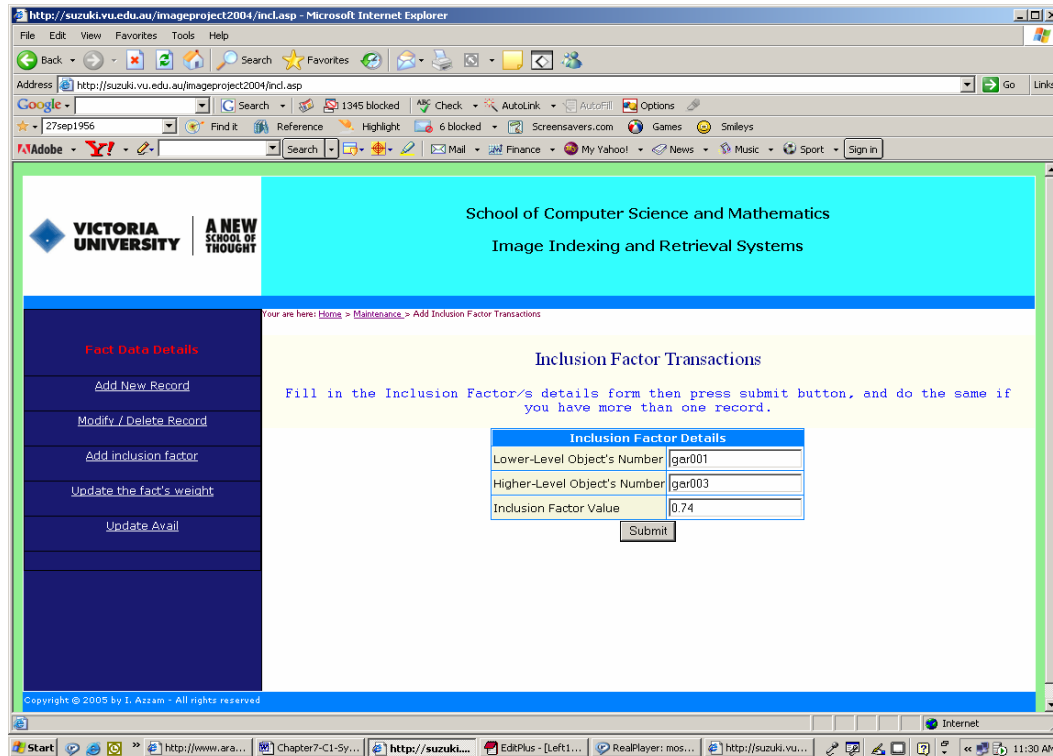 http://suzuki.vu.edu.au/imageproject2004/incl.asp - Microsoft Internet Explorer
File Edit View Favorites Tools Help
Back Search Favorites
Address http://suzuki.vu.edu.au/imageproject2004/incl.asp Go Links
Google Search 1345 blocked Check AutoLink AutoFill Options
27sep1956 Find it Reference Highlight 6 blocked Screensavers.com Games Smileys
Adobe Y! Search Mail Finance My Yahoo! News Music Sport Sign in
VICTORIA UNIVERSITY
A NEW SCHOOL OF THOUGHT
School of Computer Science and Mathematics
Image Indexing and Retrieval Systems
Your are here: Home > Maintenance > Add Inclusion Factor Transactions
Fact Data Details
Add New Record
Modify / Delete Record
Add inclusion factor
Update the fact's weight
Update Avail
Inclusion Factor Transactions
Fill in the Inclusion Factor/s details form then press submit button, and do the same if
you have more than one record.
Inclusion Factor Details
Lower-Level Object's Number gar001
Higher-Level Object's Number gar003
Inclusion Factor Value 0.74
Submit
Copyright © 2005 by I. Azzam - All rights reserved
Internet
Start » http://www.ara... Chapter7-C1-Sy... http://suzuki.... EditPlus - [Left1... RealPlayer: mos... http://suzuki.vu... « 11:30 AM